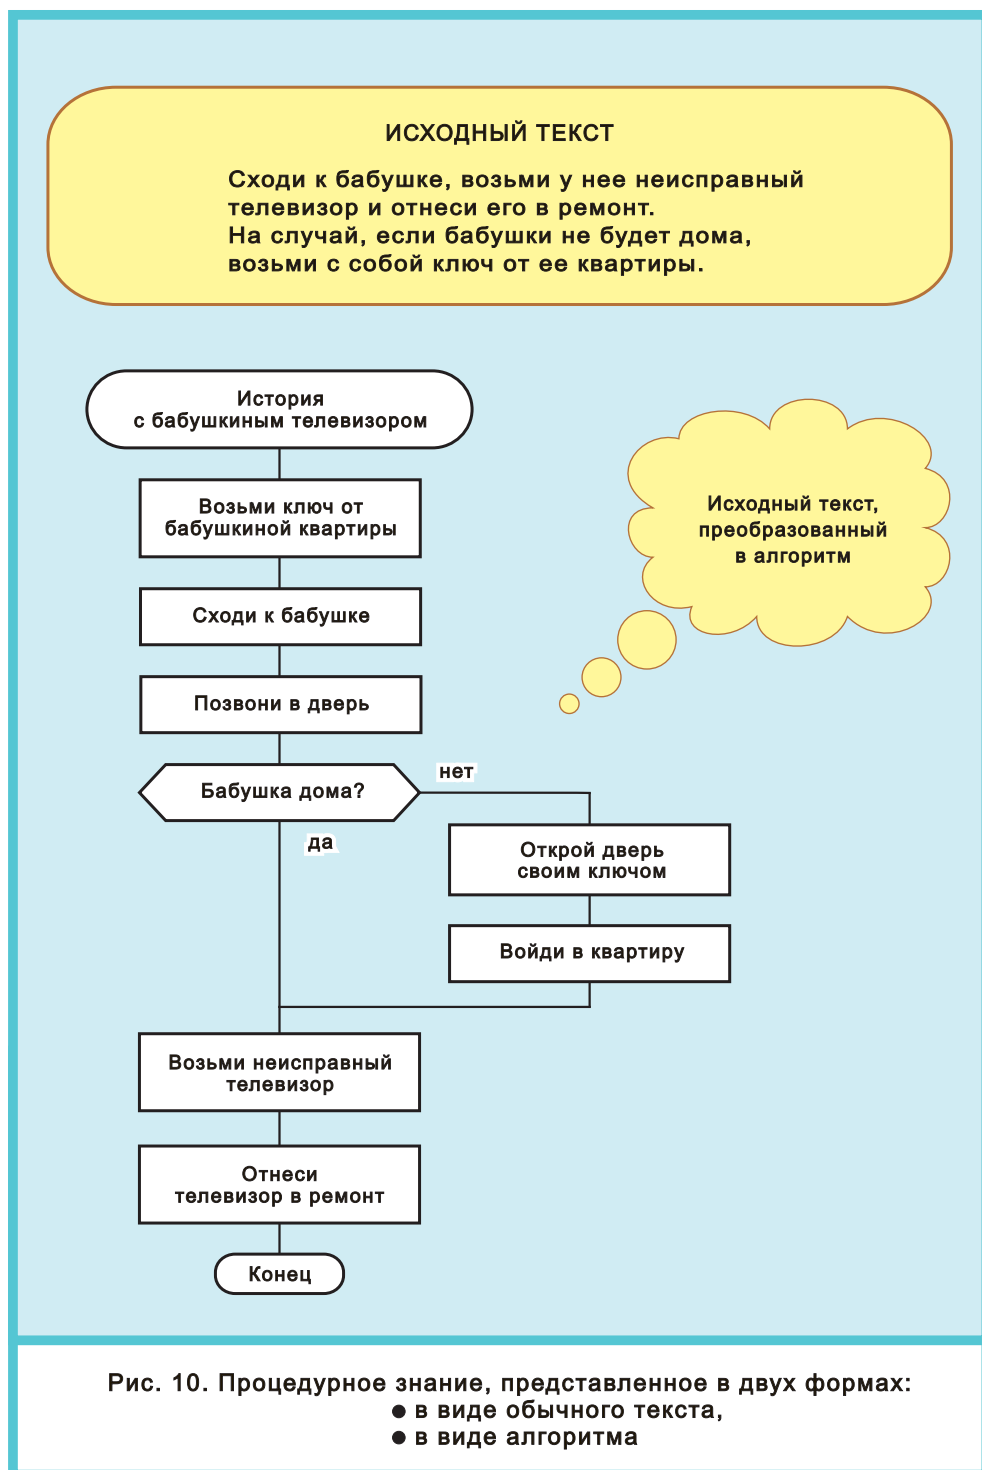 ИСХОДНЫЙ ТЕКСТ
Сходи к бабушке, возьми у нее неисправный
телевизор и отнеси его в ремонт.
На случай, если бабушки не будет дома,
возьми с собой ключ от ее квартиры.
История
с бабушкиным телевизором
Возьми ключ от
бабушкиной квартиры
Сходи к бабушке
Позвони в дверь
Бабушка дома?
нет
да
Открой дверь
своим ключом
Войди в квартиру
Возьми неисправный
телевизор
Отнеси
телевизор в ремонт
Конец
Исходный текст,
преобразованный
в алгоритм
Рис. 10. Процедурное знание, представленное в двух формах:
● в виде обычного текста,
● в виде алгоритма